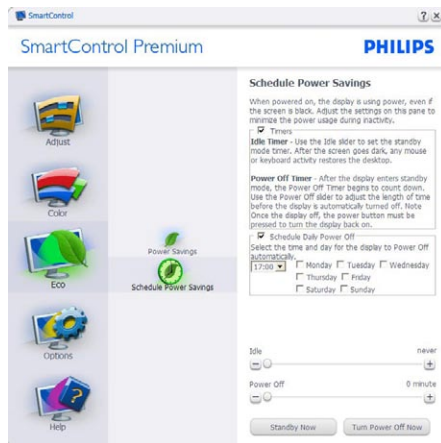 SmartControl
? x
SmartControl Premium
PHILIPS
Adjust
Color
Eco
Options
Help
Power Savings
Schedule Power Savings
Schedule Power Savings
When powered on, the display is using power, even if
the screen is black. Adjust the settings on this pane to
minimize the power usage during inactivity.
Timers
Idle Timer - Use the Idle slider to set the standby
mode timer. After the screen goes dark, any mouse
or keyboard activity restores the desktop.
Power Off Timer - After the display enters standby
mode, the Power Off Timer begins to count down.
Use the Power Off slider to adjust the length of time
before the display is automatically turned off. Note
Once the display off, the power button must be
pressed to turn the display back on.
Schedule Daily Power Off
Select the time and day for the display to Power Off
automatically.
17:00 Monday Tuesday Wednesday
Thursday Friday
Saturday Sunday
Idle never
Power Off 0 minute
Standby Now Turn Power Off Now